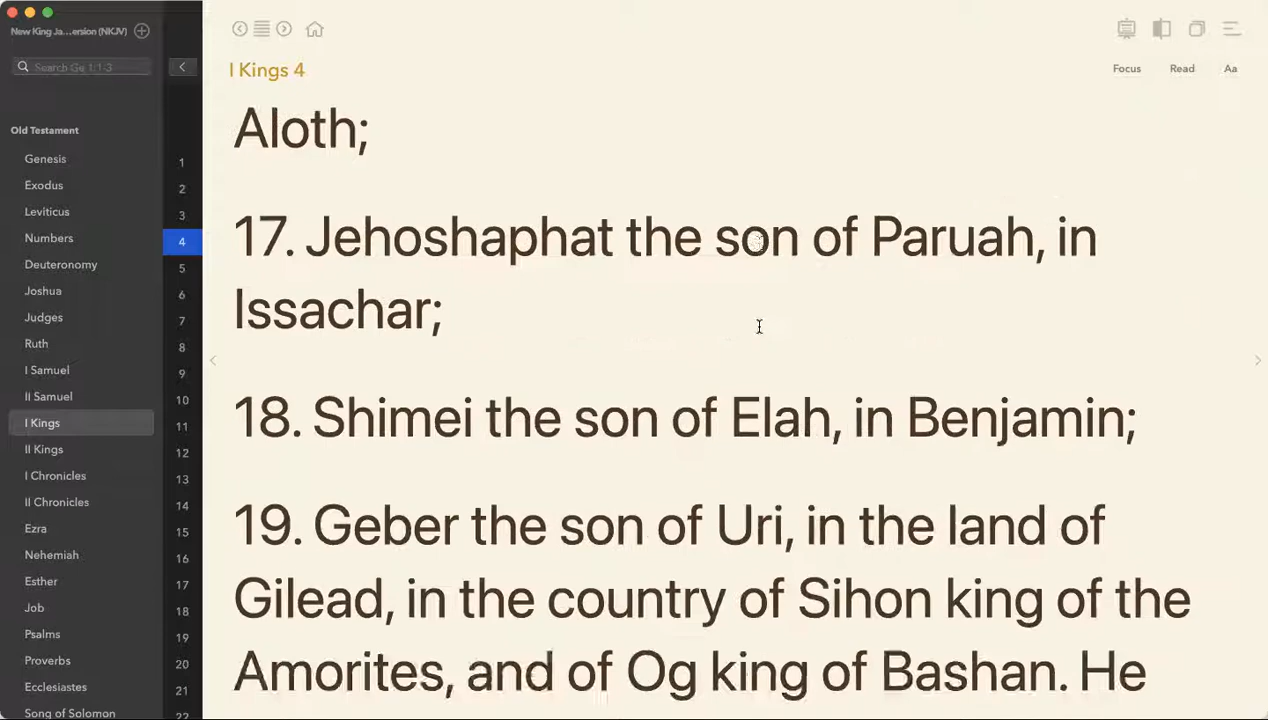 New King Ja...ersion (NKJV)
Search Ge 1:1-3
Old Testament
Genesis
Exodus
Leviticus
Numbers
Deuteronomy
Joshua
Judges
Ruth
I Samuel
II Samuel
I Kings
II Kings
I Chronicles
II Chronicles
Ezra
Nehemiah
Esther
Job
Psalms
Proverbs
Ecclesiastes
Song of Solomon
1
2
3
4
5
6
7
8
9
10
11
12
13
14
15
16
17
18
19
20
21
22
I Kings 4
Focus
Read
Aa
Aloth;
17. Jehoshaphat the son of Paruah, in
Issachar;
18. Shimei the son of Elah, in Benjamin;
19. Geber the son of Uri, in the land of
Gilead, in the country of Sihon king of the
Amorites, and of Og king of Bashan. He